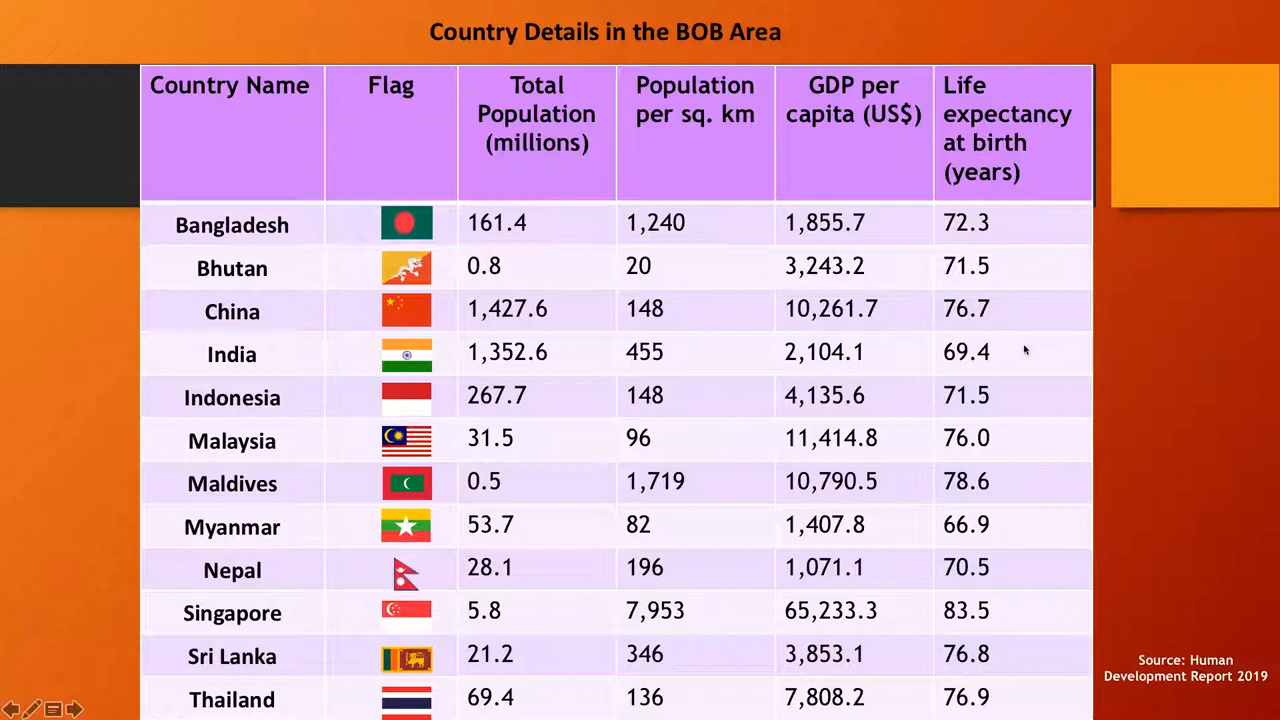 Country Details in the BOB Area
Country Name Flag Total Population (millions) Population per sq. km GDP per capita (US$) Life expectancy at birth (years)
Bangladesh 161.4 1,240 1,855.7 72.3
Bhutan 0.8 20 3,243.2 71.5
China 1,427.6 148 10,261.7 76.7
India 1,352.6 455 2,104.1 69.4
Indonesia 267.7 148 4,135.6 71.5
Malaysia 31.5 96 11,414.8 76.0
Maldives 0.5 1,719 10,790.5 78.6
Myanmar 53.7 82 1,407.8 66.9
Nepal 28.1 196 1,071.1 70.5
Singapore 5.8 7,953 65,233.3 83.5
Sri Lanka 21.2 346 3,853.1 76.8
Thailand 69.4 136 7,808.2 76.9
Source: Human
Development Report 2019